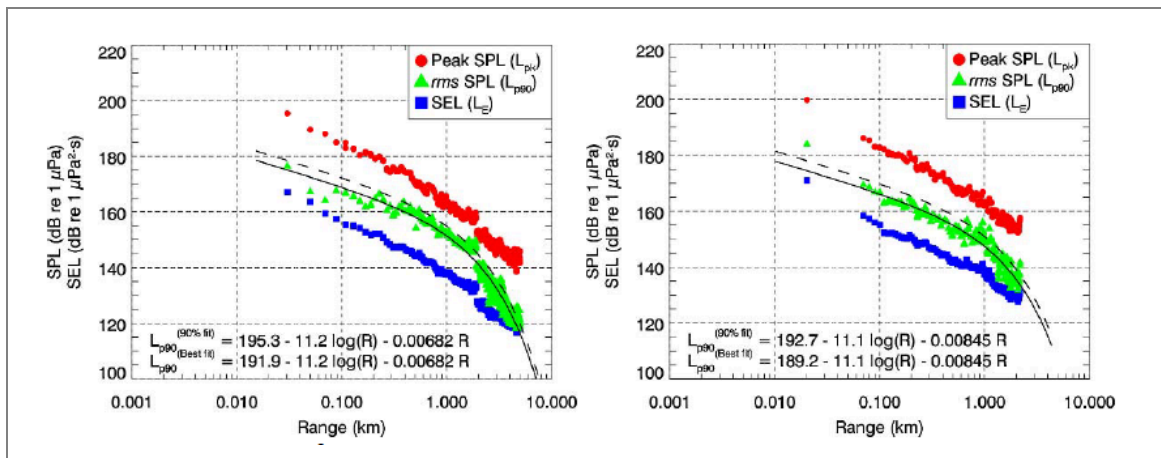 220
200
180
160
140
120
100
SPL (dB re 1 μPa)
SEL (dB re 1 μPa²·s)
Peak SPL (Lpk)
rms SPL (Lp90)
SEL (LE)
Lp90(90% fit) = 195.3 - 11.2 log(R) - 0.00682 R
Lp90(Best fit) = 191.9 - 11.2 log(R) - 0.00682 R
0.001 0.010 0.100 1.000 10.000
Range (km)
220
200
180
160
140
120
100
SPL (dB re 1 μPa)
SEL (dB re 1 μPa²·s)
Peak SPL (Lpk)
rms SPL (Lp90)
SEL (LE)
Lp90(90% fit) = 192.7 - 11.1 log(R) - 0.00845 R
Lp90(Best fit) = 189.2 - 11.1 log(R) - 0.00845 R
0.001 0.010 0.100 1.000 10.000
Range (km)